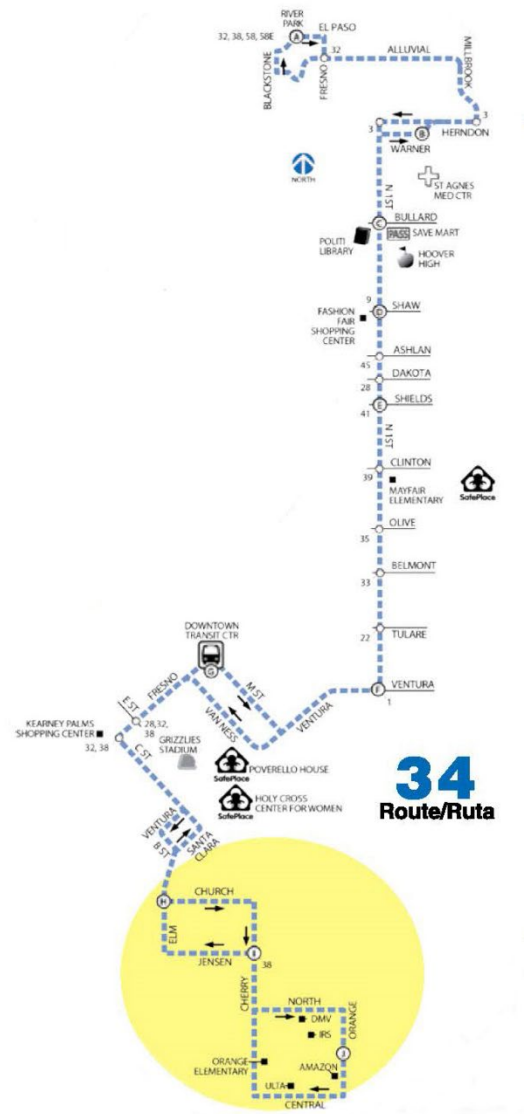 RIVER
PARK
EL PASO
32, 38, 58, 58E
A
32
ALLUVIAL
BLACKSTONE
FRESNO
MILLBROOK
3
3
HERNDON
B
WARNER
NORTH
N 1ST
ST AGNES
MED CTR
C
BULLARD
POLITI
LIBRARY
PASS SAVE MART
HOOVER
HIGH
9
D
SHAW
FASHION
FAIR
SHOPPING
CENTER
ASHLAN
45
DAKOTA
28
E
SHIELDS
41
N 1ST
CLINTON
39
MAYFAIR
ELEMENTARY
SafePlace
OLIVE
35
BELMONT
33
22
TULARE
DOWNTOWN
TRANSIT CTR
G
M ST
FRESNO
F
VENTURA
1
VAN NESS
VENTURA
E ST
28,32,
38
KEARNEY PALMS
SHOPPING CENTER
32, 38
GRIZZLIES
STADIUM
C ST
SafePlace
POVERELLO HOUSE
SafePlace
HOLY CROSS
CENTER FOR WOMEN
34
Route/Ruta
VENTURA
B ST
SANTA
CLARA
H
CHURCH
ELM
JENSEN
I
38
CHERRY
NORTH
DMV
IRS
ORANGE
J
ORANGE
ELEMENTARY
AMAZON
ULTA
CENTRAL